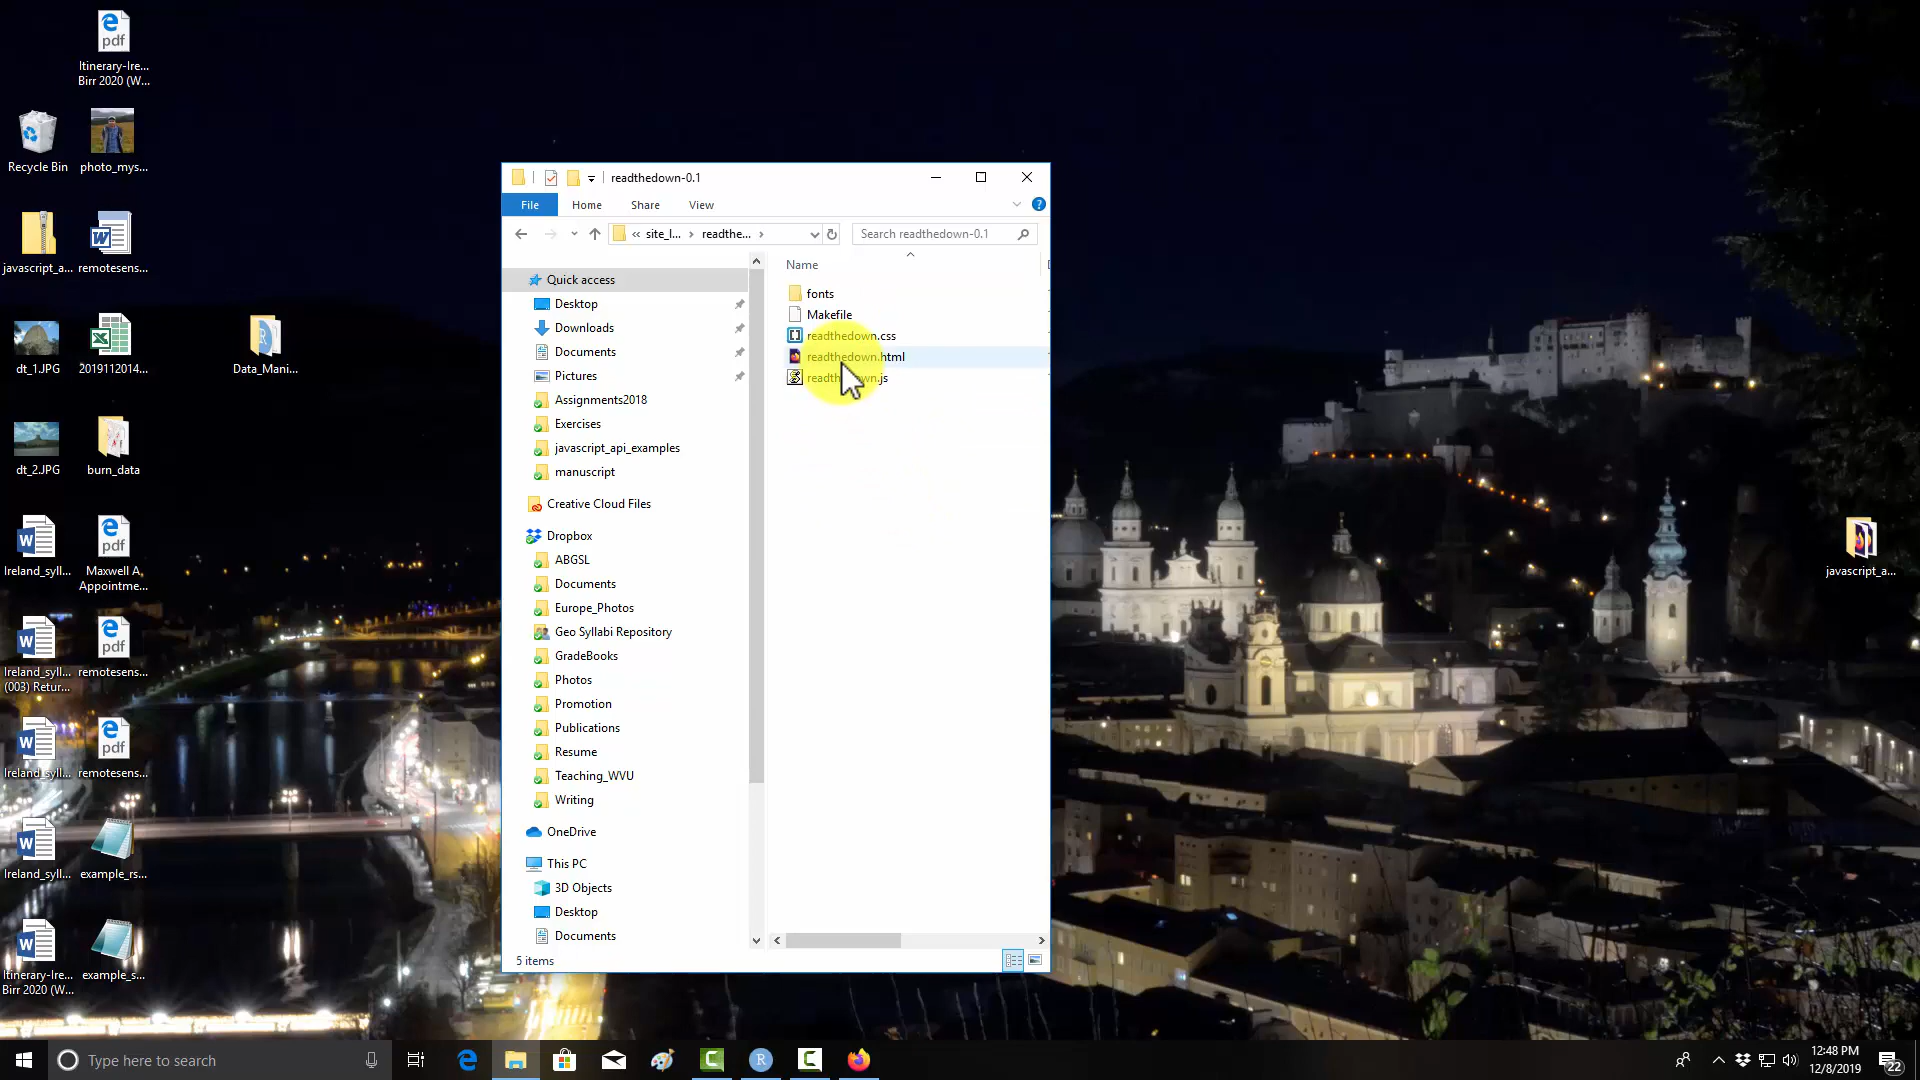 Itinerary-Ire...
Birr 2020 (W...
Recycle Bin
photo_mys...
javascript_a...
remotesens...
dt_1.JPG
2019112014...
Data_Mani...
dt_2.JPG
burn_data
Ireland_syll...
Maxwell A,
Appointme...
Ireland_syll...
(003) Retur...
remotesens...
Ireland_syll...
remotesens...
Ireland_syll...
example_rs...
Itinerary-Ire...
Birr 2020 (W...
example_s...
javascript_a...
pdf
pdf
pdf
pdf
readthedown-0.1
File Home Share View
« site_l... › readthe... ›
Search readthedown-0.1
Quick access
Desktop
Downloads
Documents
Pictures
Assignments2018
Exercises
javascript_api_examples
manuscript
Creative Cloud Files
Dropbox
ABGSL
Documents
Europe_Photos
Geo Syllabi Repository
GradeBooks
Photos
Promotion
Publications
Resume
Teaching_WVU
Writing
OneDrive
This PC
3D Objects
Desktop
Documents
Name
fonts
Makefile
readthedown.css
readthedown.html
5 items
Type here to search
12:48 PM
12/8/2019
22